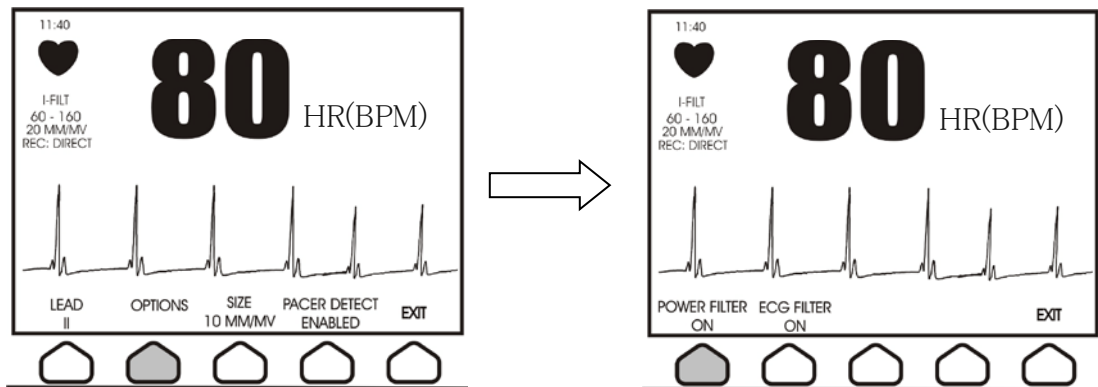 11:40
80
HR(BPM)
I-FILT
60 - 160
20 MM/MV
REC: DIRECT
LEAD
II
OPTIONS
SIZE
10 MM/MV
PACER DETECT
ENABLED
EXIT
11:40
80
HR(BPM)
I-FILT
60 - 160
20 MM/MV
REC: DIRECT
POWER FILTER
ON
ECG FILTER
ON
EXIT